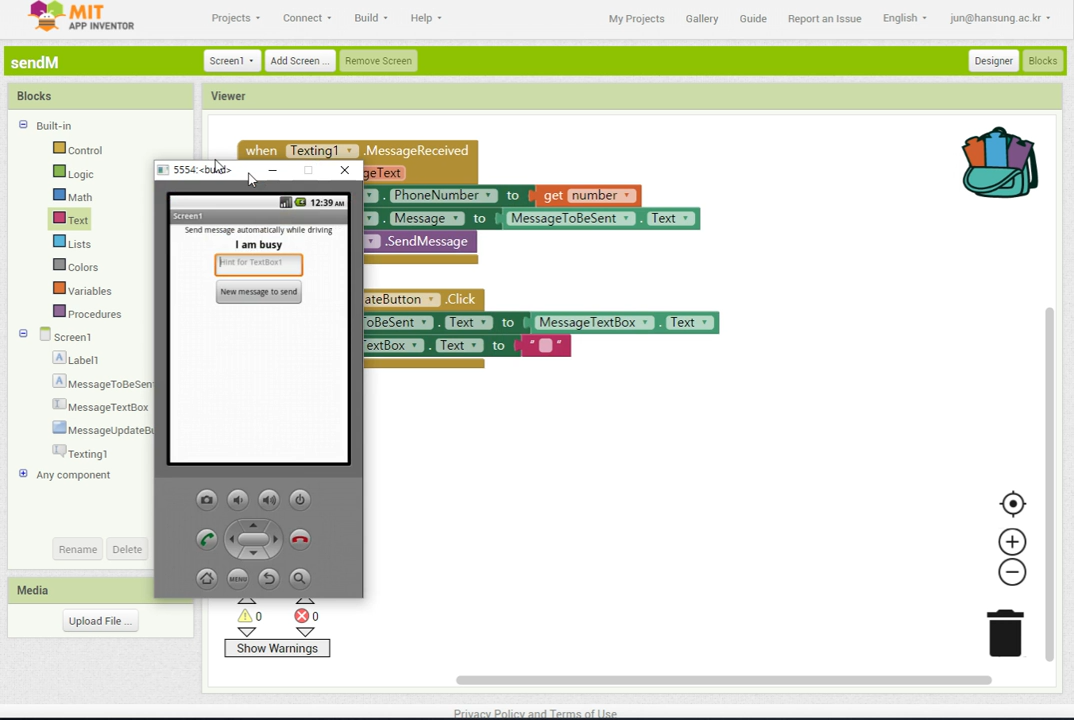 MIT
APP INVENTOR
Projects Connect Build Help
My Projects Gallery Guide Report an Issue English jun@hansung.ac.kr
sendM
Screen1 Add Screen ... Remove Screen
Designer Blocks
Blocks
Viewer
Built-in
Control
Logic
Math
Text
Lists
Colors
Variables
Procedures
Screen1
Label1
MessageToBeSent
MessageTextBox
MessageUpdateBu
Texting1
Any component
Rename Delete
Media
Upload File ...
when Texting1 .MessageReceived
geText
. PhoneNumber to get number
. Message to MessageToBeSent . Text
.SendMessage
ateButton .Click
oBeSent . Text to MessageTextBox . Text
extBox . Text to " "
5554:<build>
12:39 AM
Screen1
Send message automatically while driving
I am busy
Hint for TextBox1
New message to send
MENU
0 0
Show Warnings
Privacy Policy and Terms of Use